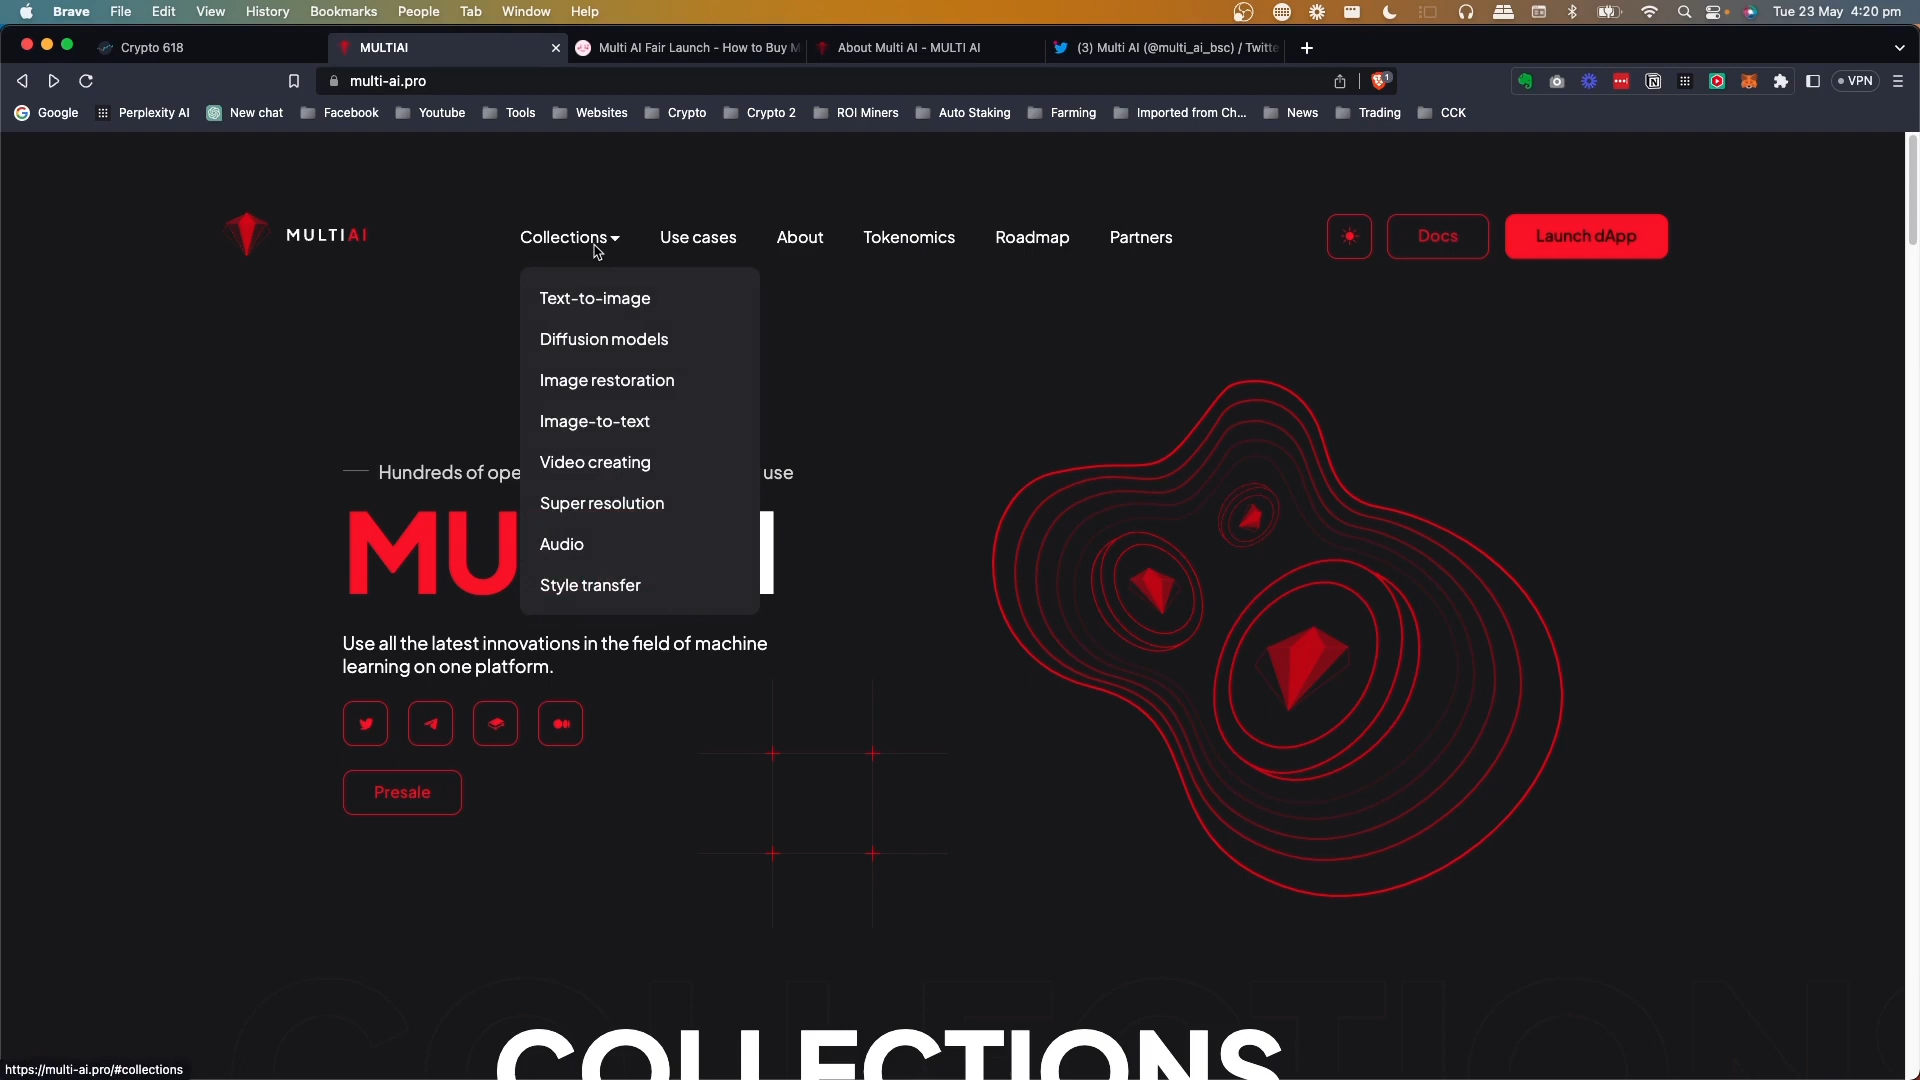 Brave File Edit View History Bookmarks People Tab Window Help Tue 23 May 4:20 pm
Crypto 618 MULTIAI Multi AI Fair Launch - How to Buy M About Multi AI - MULTI AI (3) Multi AI (@multi_ai_bsc) / Twitte
multi-ai.pro 1 VPN
Google Perplexity AI New chat Facebook Youtube Tools Websites Crypto Crypto 2 ROI Miners Auto Staking Farming Imported from Ch... News Trading CCK
MULTIAI Collections Use cases About Tokenomics Roadmap Partners Docs Launch dApp
Text-to-image
Diffusion models
Image restoration
Image-to-text
Video creating
Super resolution
Audio
Style transfer
Hundreds of ope use
MU I
Use all the latest innovations in the field of machine
learning on one platform.
Presale
COLLECTIONS
COLLECTIONS
https://multi-ai.pro/#collections